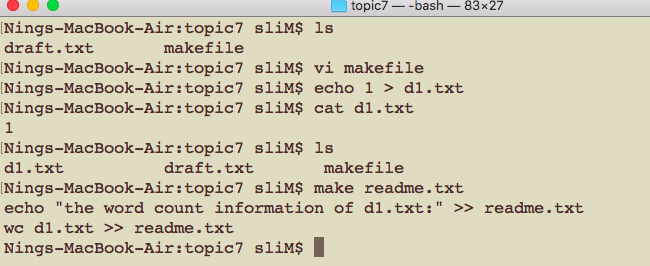 topic7 — -bash — 83×27
[Nings-MacBook-Air:topic7 sliM$ ls
draft.txt       makefile
[Nings-MacBook-Air:topic7 sliM$ vi makefile
[Nings-MacBook-Air:topic7 sliM$ echo 1 > d1.txt
[Nings-MacBook-Air:topic7 sliM$ cat d1.txt
1
[Nings-MacBook-Air:topic7 sliM$ ls
d1.txt          draft.txt       makefile
[Nings-MacBook-Air:topic7 sliM$ make readme.txt
echo "the word count information of d1.txt:" >> readme.txt
wc d1.txt >> readme.txt
Nings-MacBook-Air:topic7 sliM$